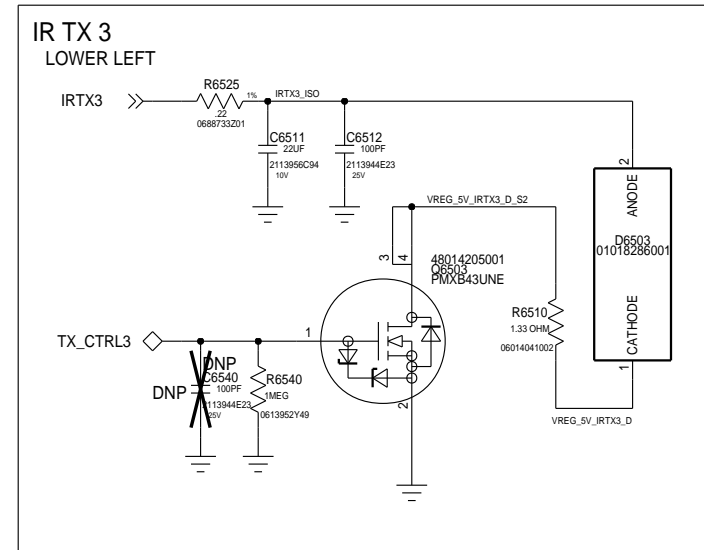 IR TX 3
LOWER LEFT
IRTX3
R6525
1%
.22
0688733Z01
IRTX3_ISO
C6511
22UF
2113956C94
10V
C6512
100PF
2113944E23
25V
VREG_5V_IRTX3_D_S2
3
4
48014205001
Q6503
PMXB43UNE
2
ANODE
D6503
01018286001
CATHODE
1
R6510
1.33 OHM
06014041002
VREG_5V_IRTX3_D
TX_CTRL3
1
2
DNP
C6540
100PF
DNP
2113944E23
25V
R6540
1MEG
0613952Y49